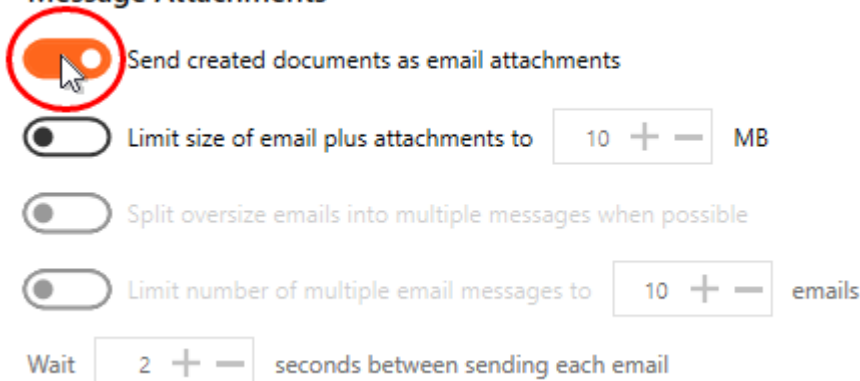 Message Attachments
Send created documents as email attachments
Limit size of email plus attachments to 10 MB
Split oversize emails into multiple messages when possible
Limit number of multiple email messages to 10 emails
Wait 2 seconds between sending each email